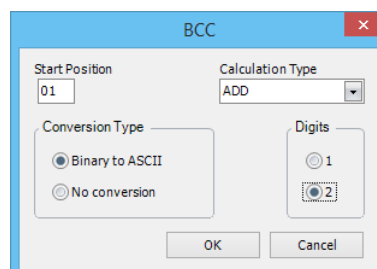 BCC
Start Position
Calculation Type
01
ADD
Conversion Type
Digits
Binary to ASCII
1
No conversion
2
OK
Cancel